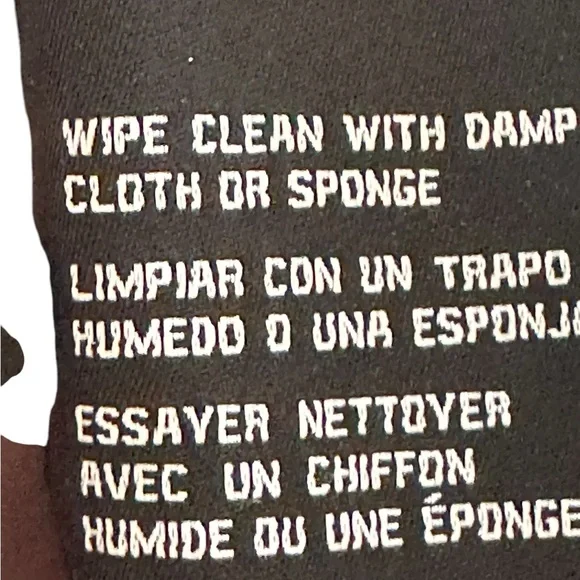 WIPE CLEAN WITH DAMP
CLOTH OR SPONGE
LIMPIAR CON UN TRAPO
HUMEDO O UNA ESPONJA
ESSAYER NETTOYER
AVEC UN CHIFFON
HUMIDE OU UNE ÉPONGE